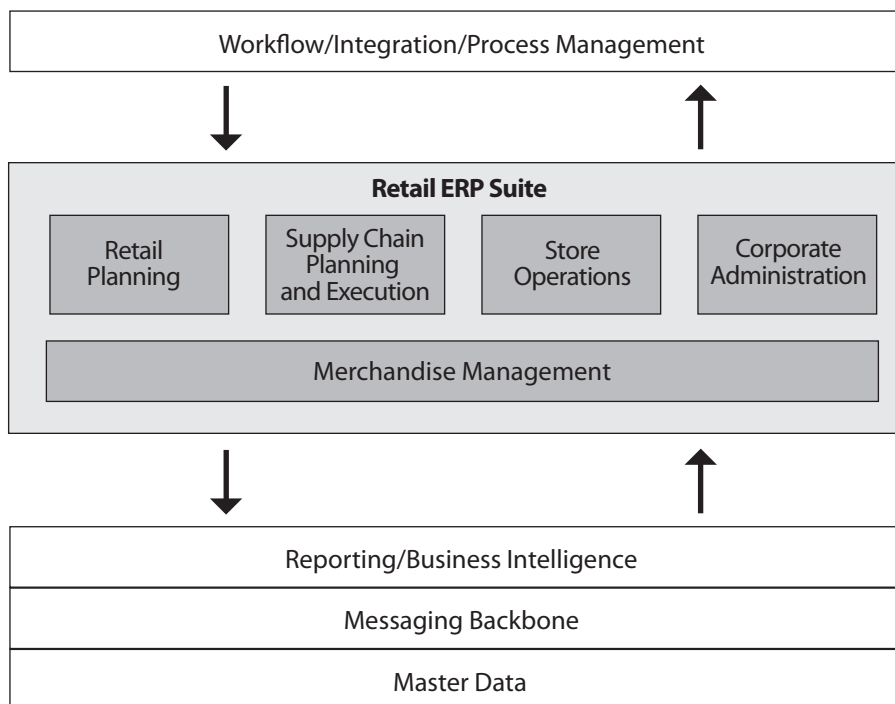 Workflow/Integration/Process Management
Retail ERP Suite
Retail
Planning
Supply Chain
Planning
and Execution
Store
Operations
Corporate
Administration
Merchandise Management
Reporting/Business Intelligence
Messaging Backbone
Master Data